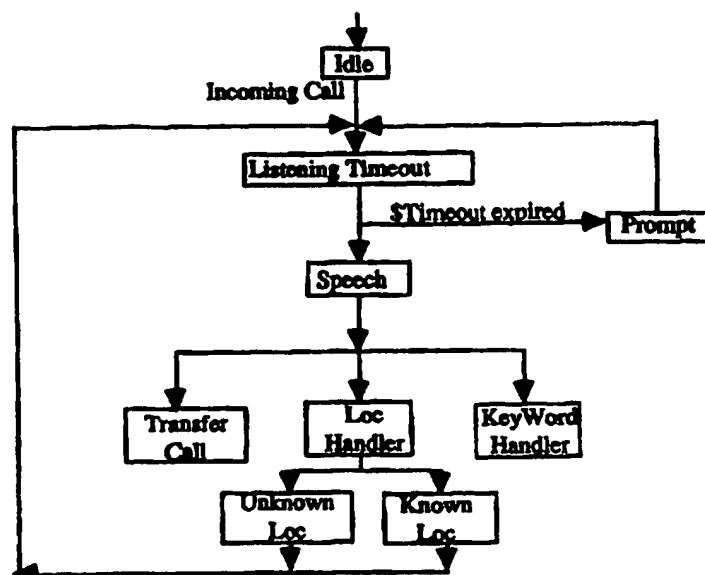 Idle
Incoming Call
Listening Timeout
$Timeout expired
Prompt
Speech
Transfer
Call
Loc
Handler
KeyWord
Handler
Unknown
Loc
Known
Loc